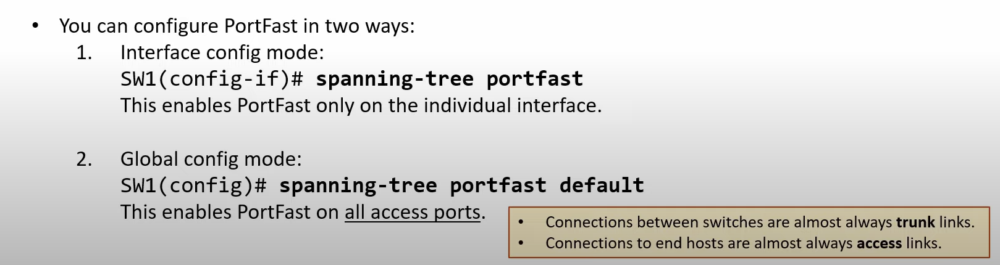 • You can configure PortFast in two ways:
1. Interface config mode:
SW1(config-if)# spanning-tree portfast
This enables PortFast only on the individual interface.
2. Global config mode:
SW1(config)# spanning-tree portfast default
This enables PortFast on all access ports.
• Connections between switches are almost always trunk links.
• Connections to end hosts are almost always access links.